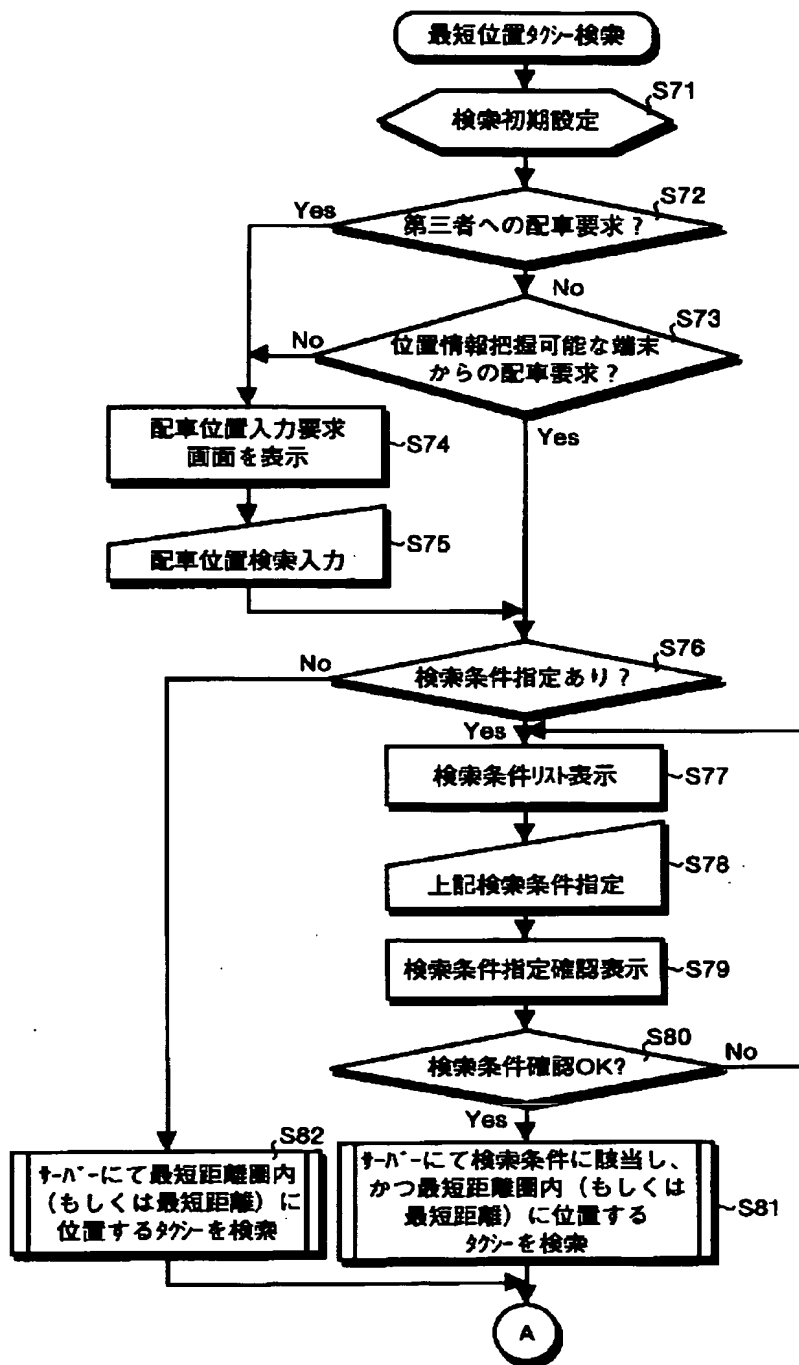 最短位置ﾀｸｼｰ検索
S71
検索初期設定
S72
Yes
第三者への配車要求？
No
S73
No
位置情報把握可能な端末
からの配車要求？
Yes
配車位置入力要求
画面を表示
S74
配車位置検索入力
S75
S76
No
検索条件指定あり？
Yes
検索条件ﾘｽﾄ表示
S77
上記検索条件指定
S78
検索条件指定確認表示
S79
S80
検索条件確認OK?
No
Yes
S82
ｻｰﾊﾞｰにて最短距離圏内
（もしくは最短距離）に
位置するﾀｸｼｰを検索
ｻｰﾊﾞｰにて検索条件に該当し、
かつ最短距離圏内（もしくは
最短距離）に位置する
ﾀｸｼｰを検索
S81
A